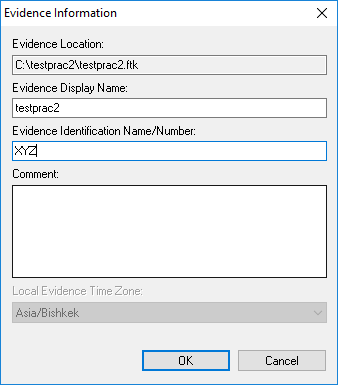 Evidence Information
Evidence Location:
C:\testprac2\testprac2.ftk
Evidence Display Name:
testprac2
Evidence Identification Name/Number:
XYZ
Comment:
Local Evidence Time Zone:
Asia/Bishkek
OK
Cancel